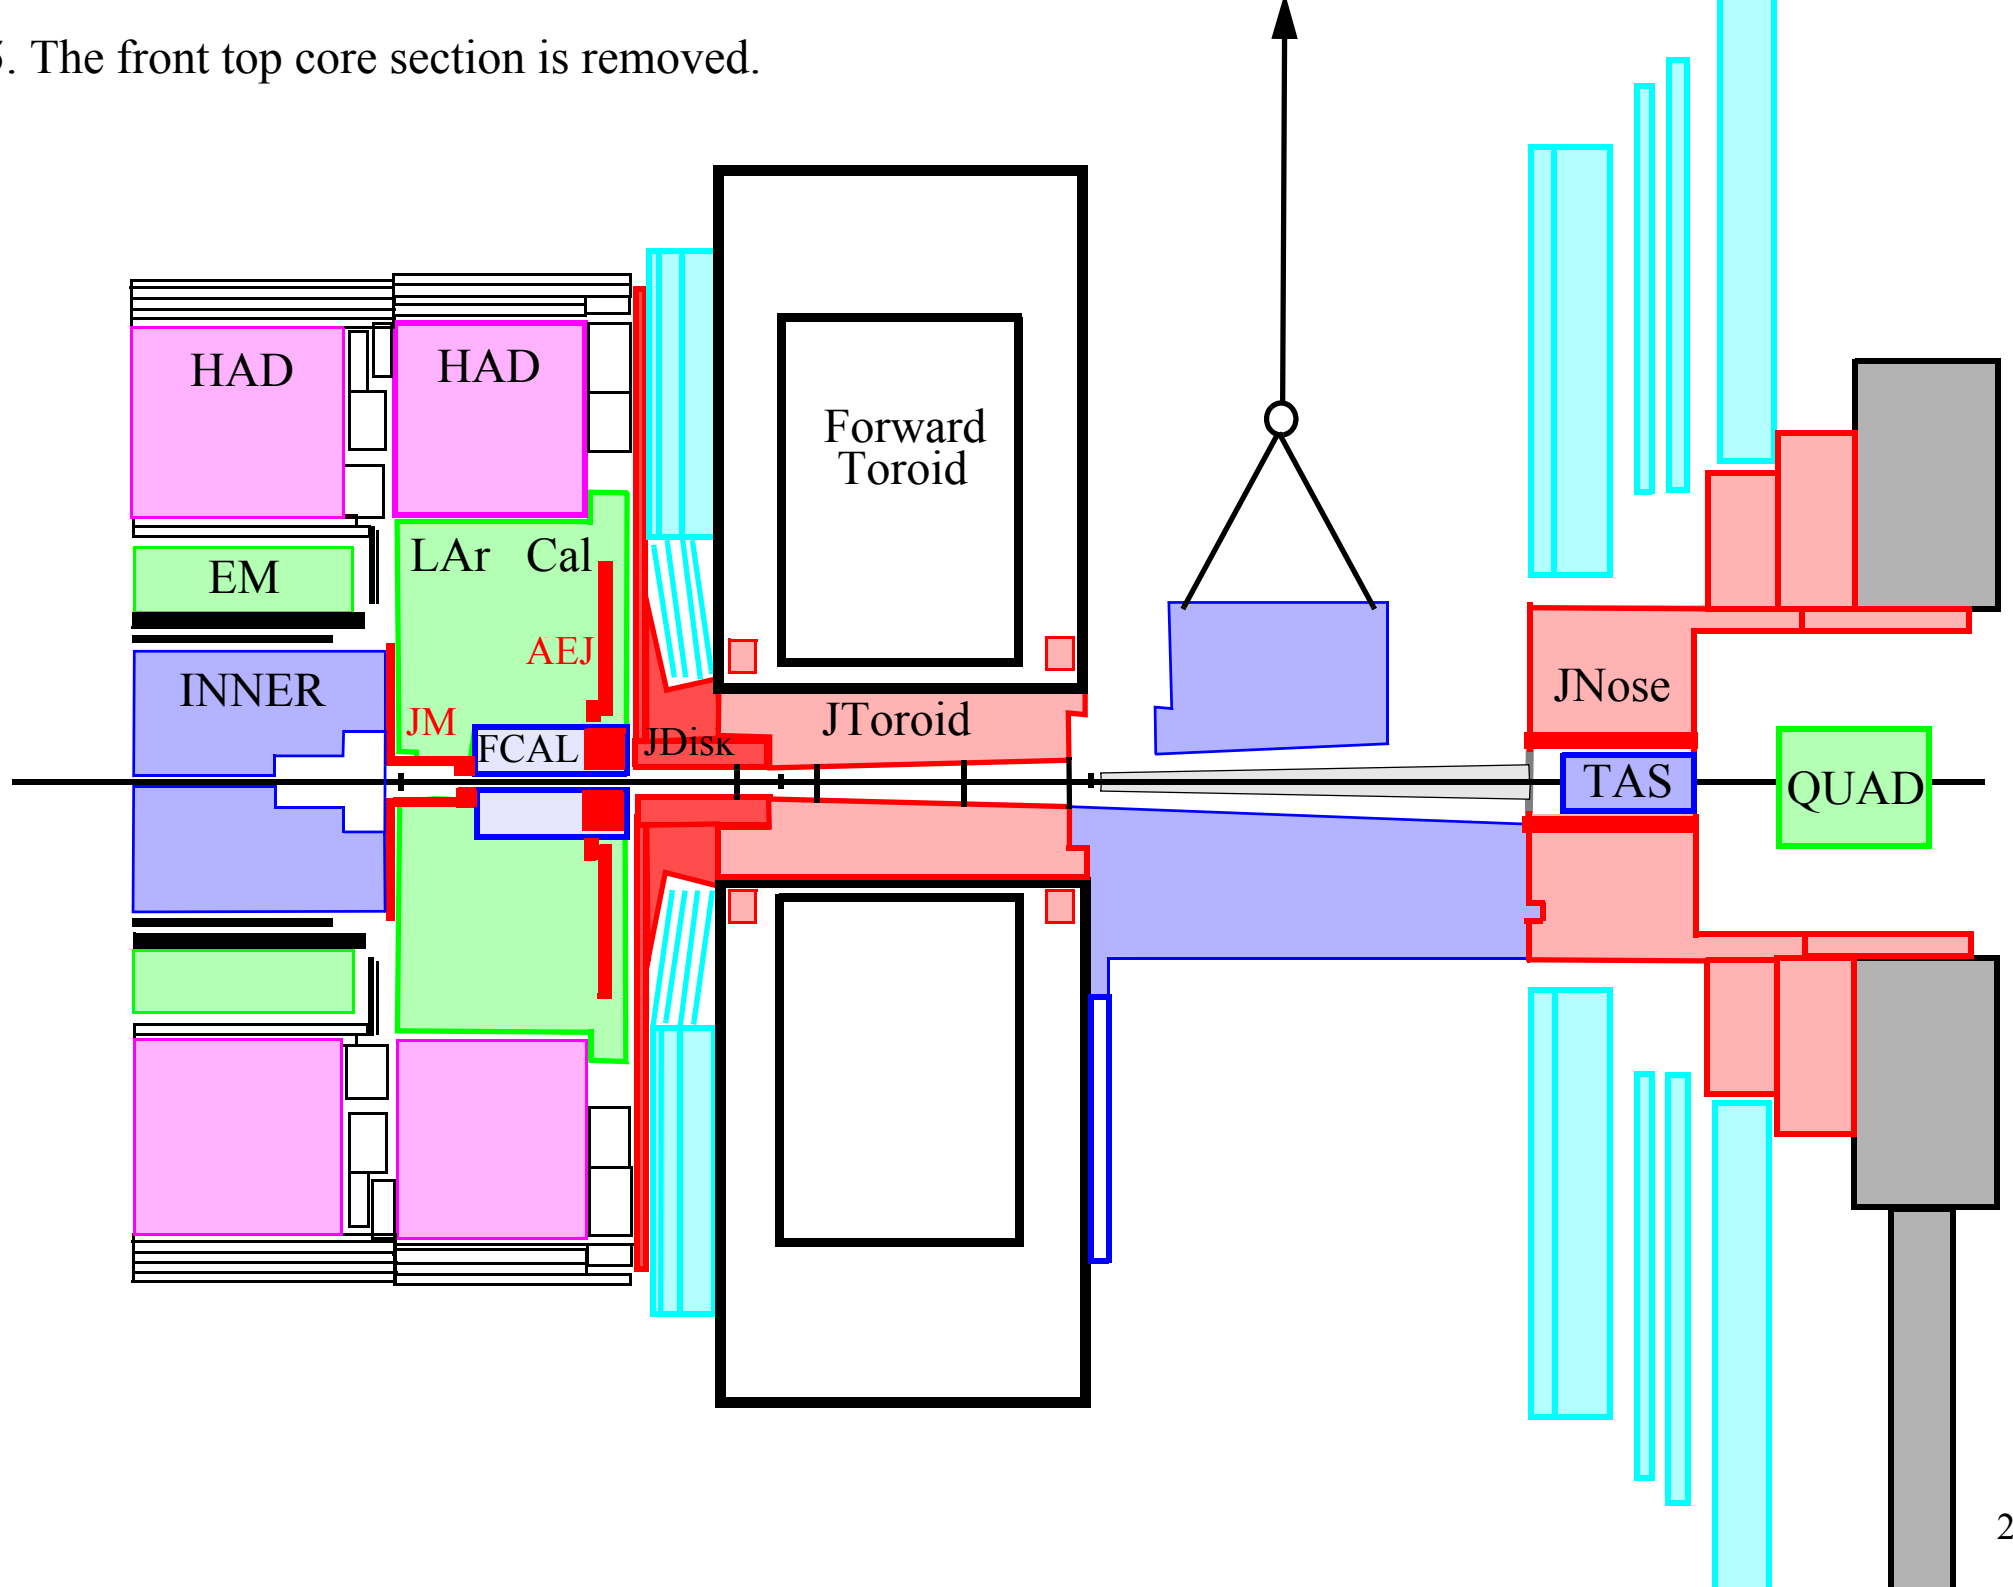 . The front top core section is removed.
HAD
HAD
Forward
Toroid
LAr Cal
EM
AEJ
INNER
JM
JToroid
JNose
FCAL
JDisk
TAS
QUAD
2